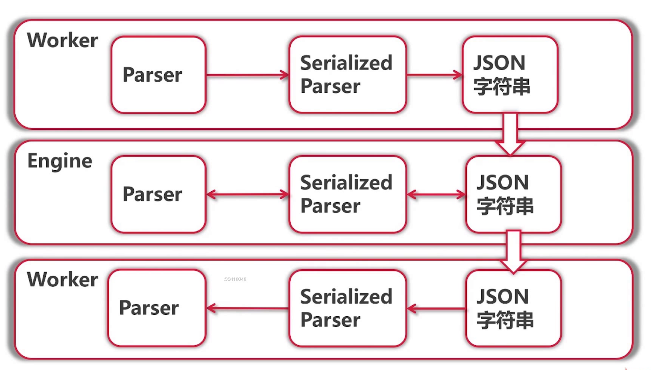 Worker
Parser
Serialized
Parser
JSON
字符串
Engine
Parser
Serialized
Parser
JSON
字符串
Worker
Parser
Serialized
Parser
JSON
字符串